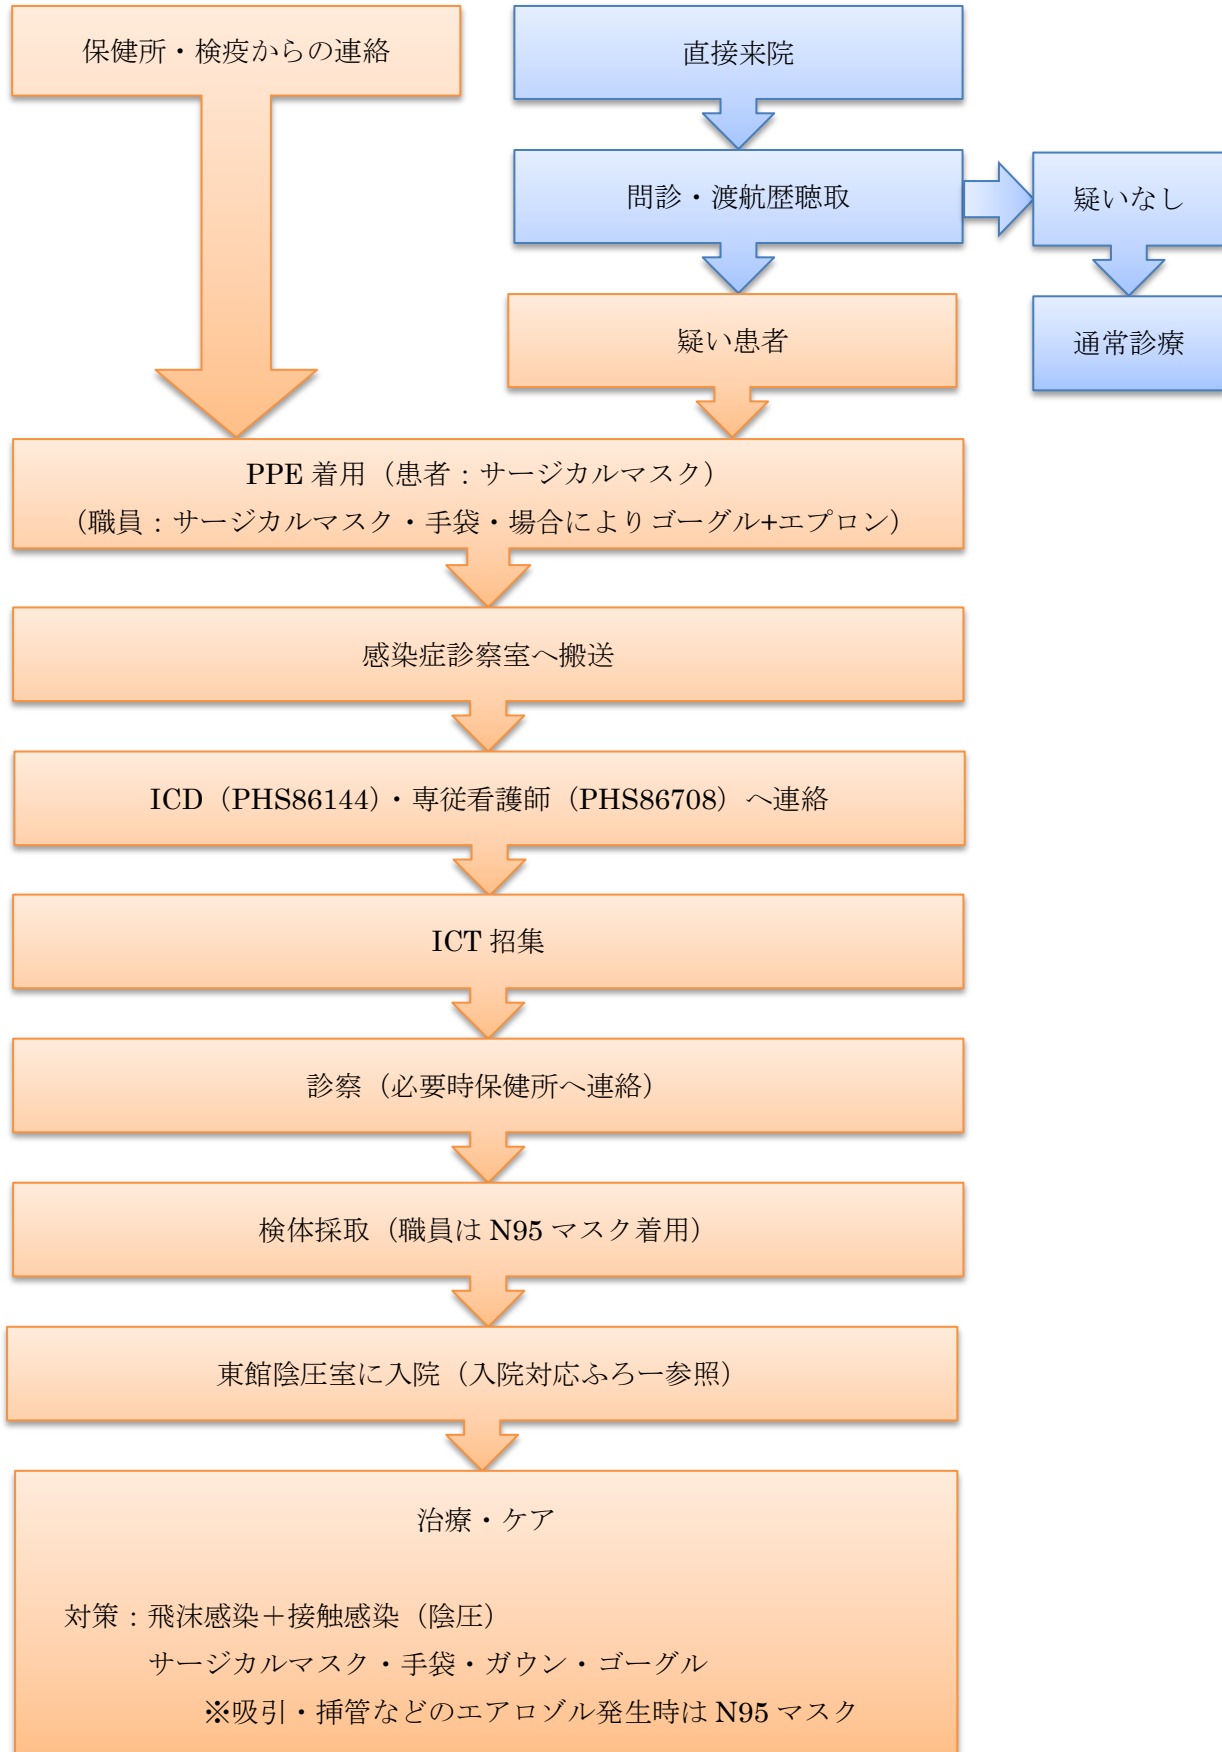 保健所・検疫からの連絡
直接来院
問診・渡航歴聴取
疑いなし
疑い患者
通常診療
PPE 着用（患者：サージカルマスク）
（職員：サージカルマスク・手袋・場合によりゴーグル+エプロン）
感染症診察室へ搬送
ICD（PHS86144）・専従看護師（PHS86708）へ連絡
ICT 招集
診察（必要時保健所へ連絡）
検体採取（職員は N95 マスク着用）
東館陰圧室に入院（入院対応ふろー参照）
治療・ケア
対策：飛沫感染＋接触感染（陰圧）
サージカルマスク・手袋・ガウン・ゴーグル
※吸引・挿管などのエアロゾル発生時は N95 マスク